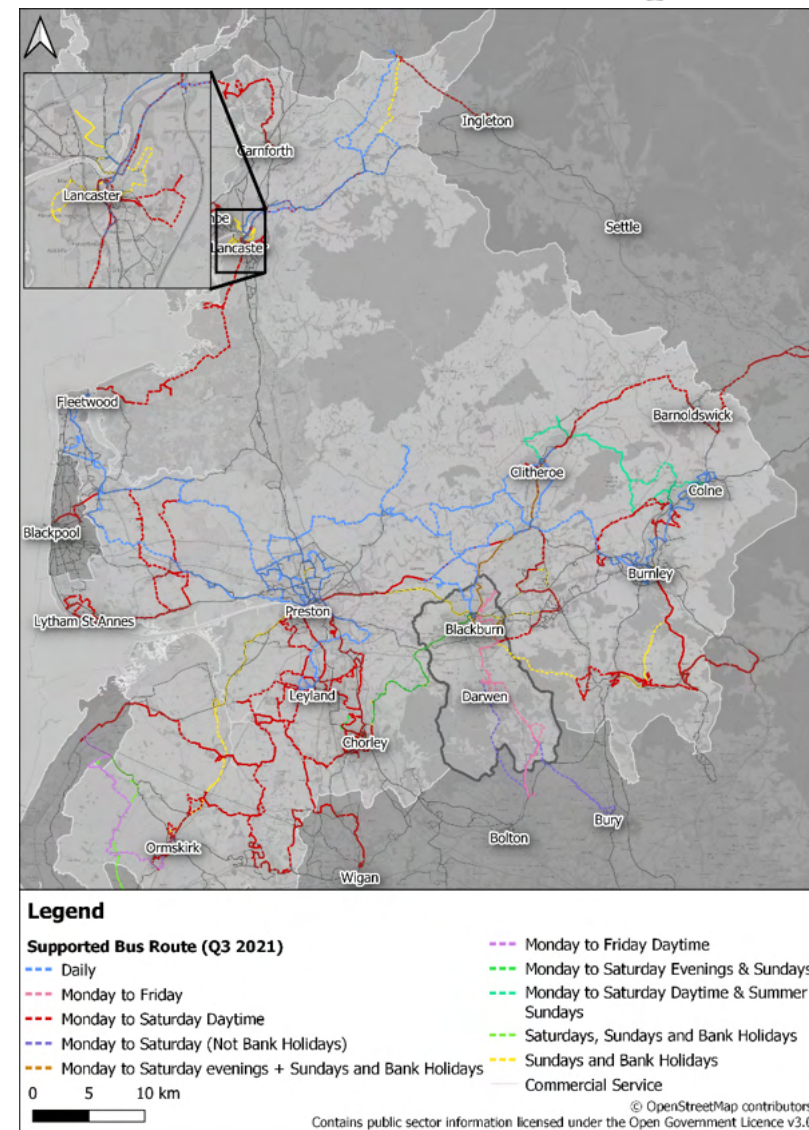 Ingleton
Carnforth
Lancaster
Lancaster
Settle
Fleetwood
Barnoldswick
Clitheroe
Colne
Blackpool
Burnley
Preston
Lytham St Annes
Blackburn
Leyland
Darwen
Chorley
Ormskirk
Bolton
Bury
Wigan
Legend
Supported Bus Route (Q3 2021)
Daily
Monday to Friday
Monday to Saturday Daytime
Monday to Saturday (Not Bank Holidays)
Monday to Saturday evenings + Sundays and Bank Holidays
Monday to Friday Daytime
Monday to Saturday Evenings & Sundays
Monday to Saturday Daytime & Summer
Sundays
Saturdays, Sundays and Bank Holidays
Sundays and Bank Holidays
Commercial Service
0 5 10 km
© OpenStreetMap contributors
Contains public sector information licensed under the Open Government Licence v3.0